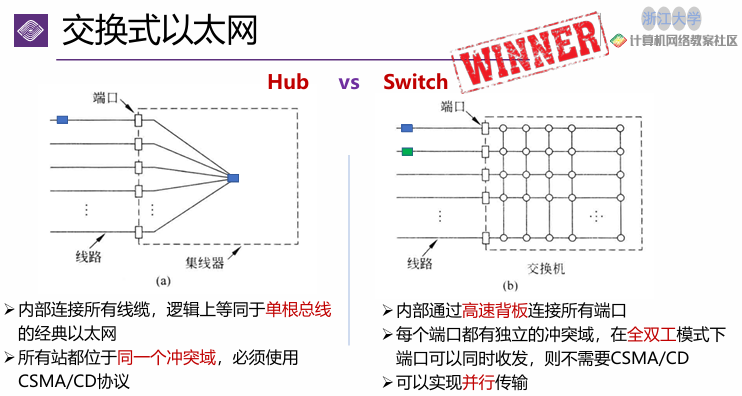 交换式以太网
浙江大学
计算机网络教案社区
WINNER
Hub vs Switch
端口
线路
集线器
(a)
端口
线路
交换机
(b)
➢内部连接所有线缆，逻辑上等同于单根总线
的经典以太网
➢所有站都位于同一个冲突域，必须使用
CSMA/CD协议
➢内部通过高速背板连接所有端口
➢每个端口都有独立的冲突域，在全双工模式下
端口可以同时收发，则不需要CSMA/CD
➢可以实现并行传输